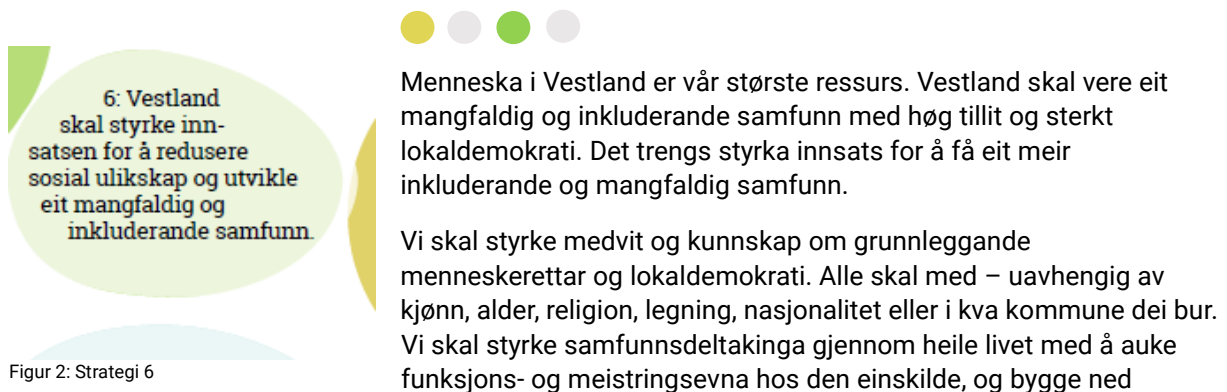 6: Vestland
skal styrke inn-
satsen for å redusere
sosial ulikskap og utvikle
eit mangfaldig og
inkluderande samfunn.
Figur 2: Strategi 6
Menneska i Vestland er vår største ressurs. Vestland skal vere eit
mangfaldig og inkluderande samfunn med høg tillit og sterkt
lokaldemokrati. Det trengs styrka innsats for å få eit meir
inkluderande og mangfaldig samfunn.
Vi skal styrke medvit og kunnskap om grunnleggande
menneskerettar og lokaldemokrati. Alle skal med – uavhengig av
kjønn, alder, religion, legning, nasjonalitet eller i kva kommune dei bur.
Vi skal styrke samfunnsdeltakinga gjennom heile livet med å auke
funksjons- og meistringsevna hos den einskilde, og bygge ned